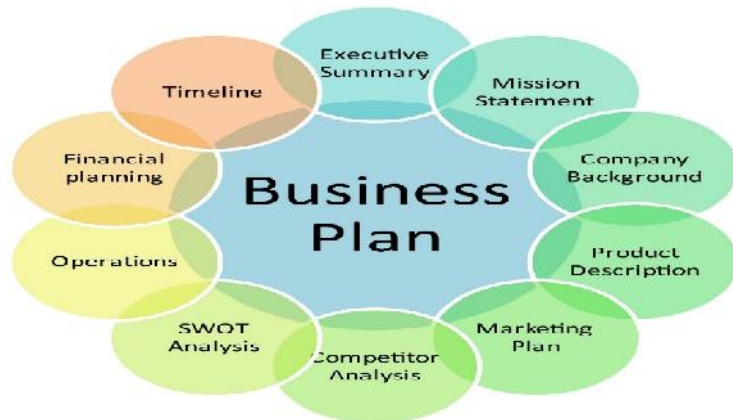 Executive
Summary
Mission
Statement
Company
Background
Product
Description
Marketing
Plan
Competitor
Analysis
SWOT
Analysis
Operations
Financial
planning
Timeline
Business
Plan